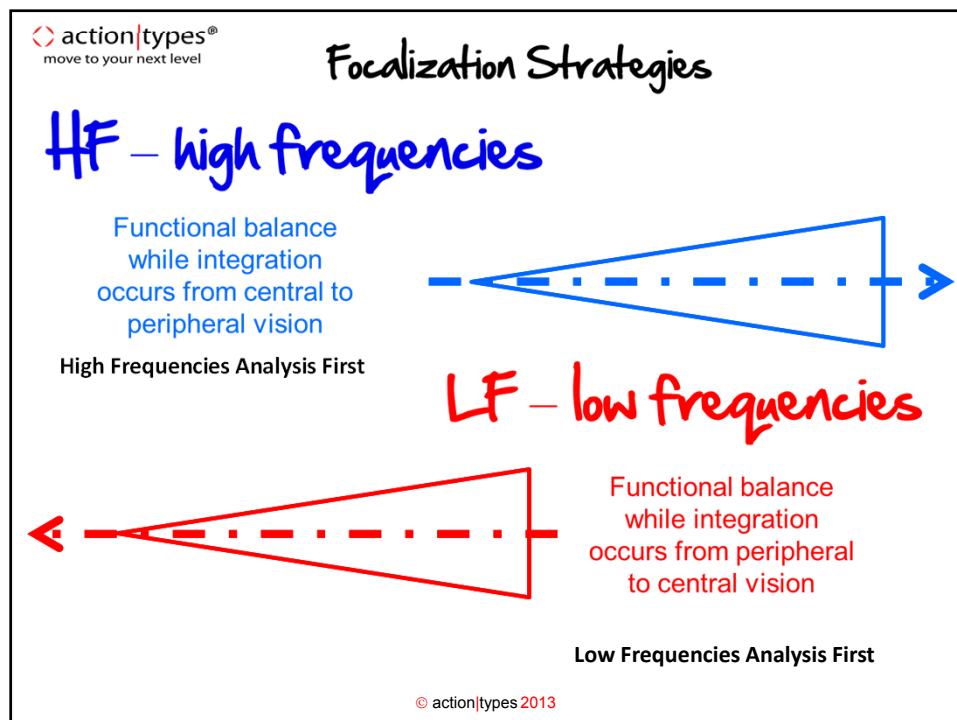 action|types®
move to your next level
Focalization Strategies
HF – high frequencies
Functional balance
while integration
occurs from central to
peripheral vision
High Frequencies Analysis First
LF – low frequencies
Functional balance
while integration
occurs from peripheral
to central vision
Low Frequencies Analysis First
© action|types 2013